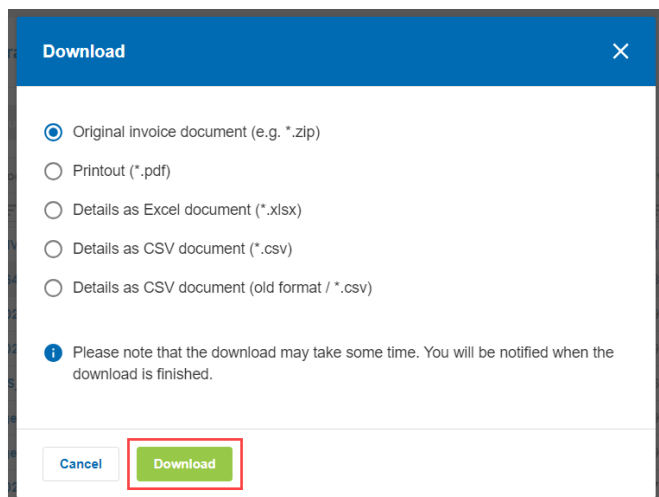 Download
Original invoice document (e.g. *.zip)
Printout (*.pdf)
Details as Excel document (*.xlsx)
Details as CSV document (*.csv)
Details as CSV document (old format / *.csv)
Please note that the download may take some time. You will be notified when the
download is finished.
Cancel
Download